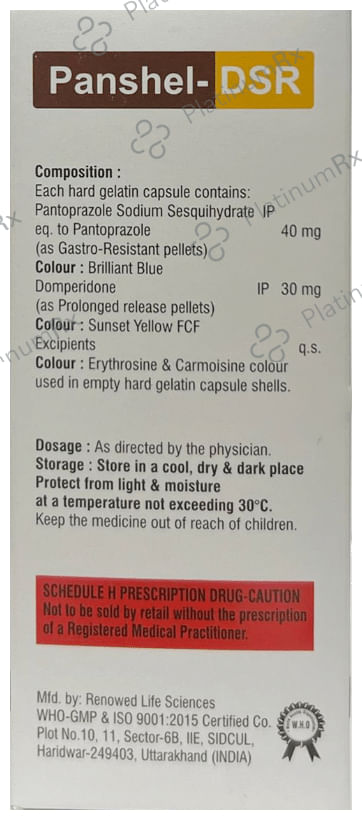 Panshel-DSR
Composition :
Each hard gelatin capsule contains:
Pantoprazole Sodium Sesquihydrate IP
eq. to Pantoprazole 40 mg
(as Gastro-Resistant pellets)
Colour : Brilliant Blue
Domperidone IP 30 mg
(as Prolonged release pellets)
Colour : Sunset Yellow FCF
Excipients q.s.
Colour : Erythrosine & Carmoisine colour
used in empty hard gelatin capsule shells.
Dosage : As directed by the physician.
Storage : Store in a cool, dry & dark place
Protect from light & moisture
at a temperature not exceeding 30°C.
Keep the medicine out of reach of children.
SCHEDULE H PRESCRIPTION DRUG-CAUTION
Not to be sold by retail without the prescription
of a Registered Medical Practitioner.
Mfd. by: Renowed Life Sciences
WHO-GMP & ISO 9001:2015 Certified Co.
Plot No.10, 11, Sector-6B, IIE, SIDCUL,
Haridwar-249403, Uttarakhand (INDIA)
W.H.O
PlatinumRx